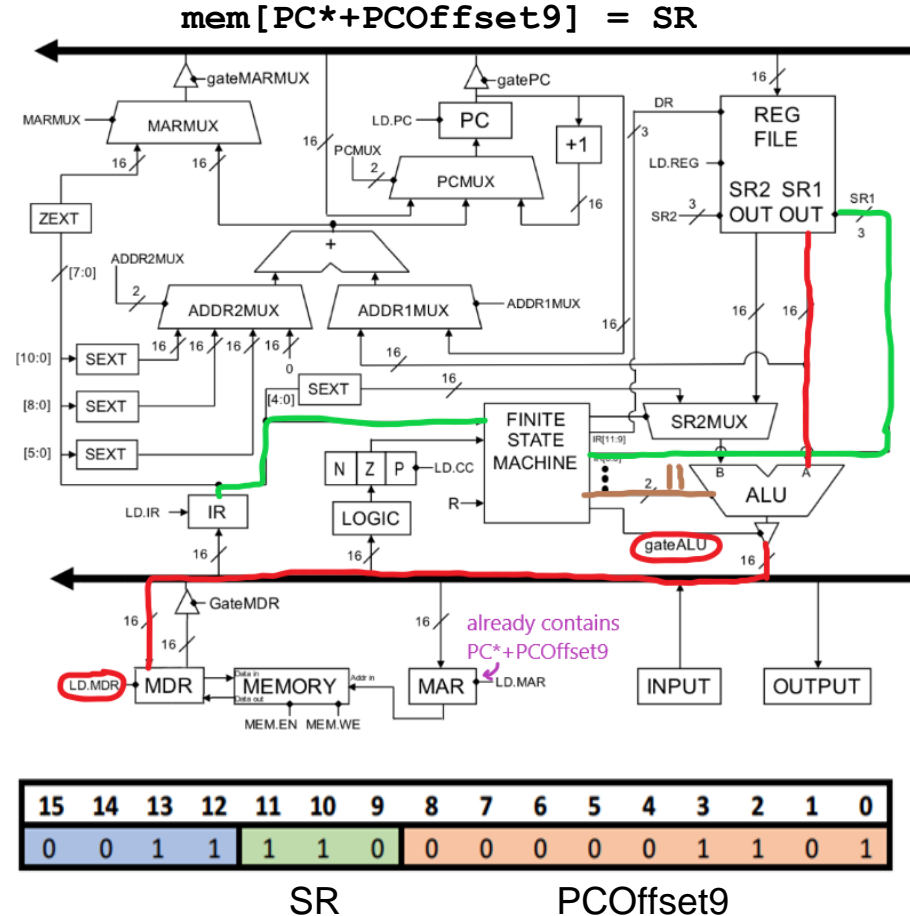 mem[PC*+PCOffset9] = SR
gateMARMUX
gatePC
16
MARMUX
MARMUX
LD.PC
PC
DR
REG
FILE
16
+1
3
PCMUX
2
PCMUX
16
16
LD.REG
16
ZEXT
SR2 SR1
OUT OUT
SR2
3
SR1
3
+
[7:0]
ADDR2MUX
2
ADDR2MUX
ADDR1MUX
ADDR1MUX
16
16
16
16 16 16 16
0
16
[10:0]
SEXT
[8:0]
SEXT
[4:0]
SEXT
16
[5:0]
SEXT
FINITE
STATE
MACHINE
SR2MUX
IR[11:9]
N Z P
LD.CC
B
A
2
11
ALU
LD.IR
IR
LOGIC
R
gateALU
16
16
16
GateMDR
16
16
16
already contains
PC*+PCOffset9
LD.MDR
MDR
Data in
Data out
MEMORY
Addr in
MAR
LD.MAR
INPUT
OUTPUT
MEM.EN
MEM.WE
15 14 13 12 11 10 9 8 7 6 5 4 3 2 1 0
0 0 1 1 1 1 0 0 0 0 0 0 1 1 0 1
SR
PCOffset9